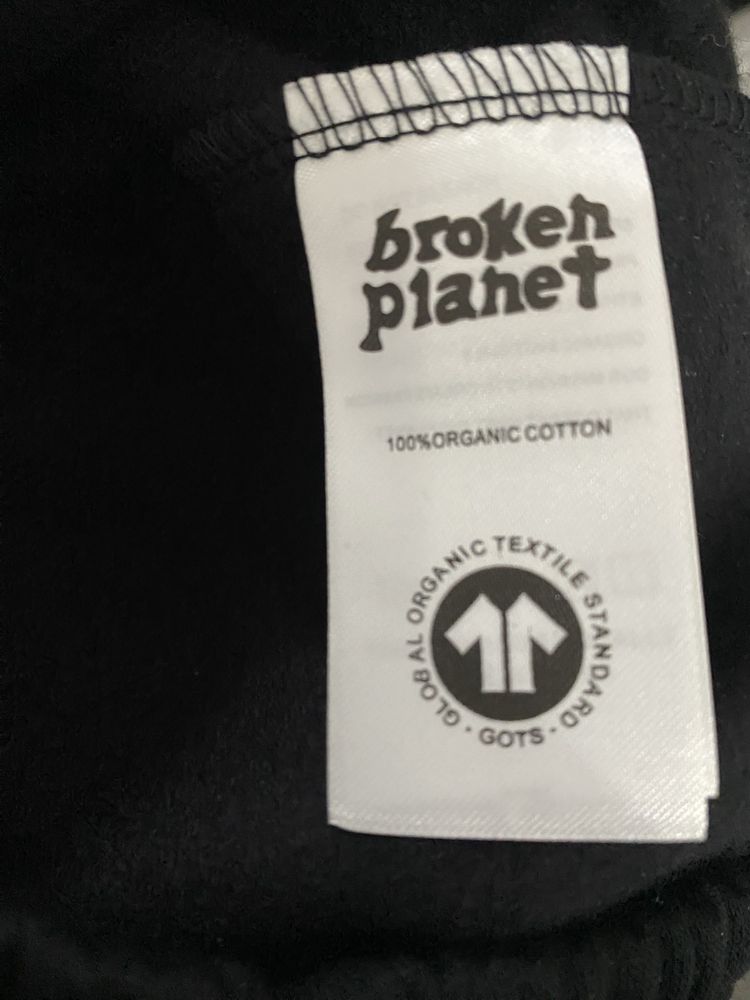 broken
planet
100%ORGANIC COTTON
GLOBAL ORGANIC TEXTILE STANDARD
· GOTS ·